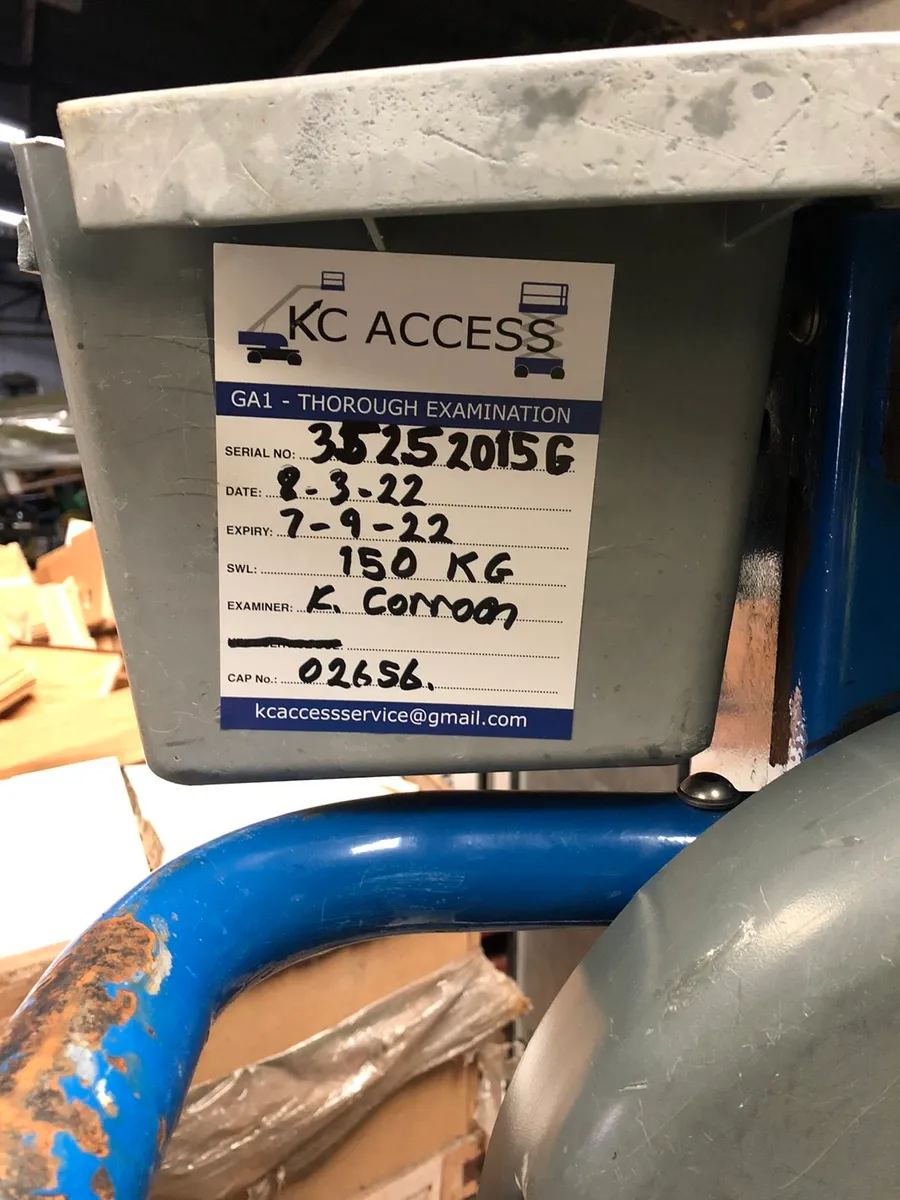 KC ACCESS
GA1 - THOROUGH EXAMINATION
SERIAL NO: 35252015G
DATE: 8-3-22
EXPIRY: 7-9-22
SWL: 150 KG
EXAMINER: K. Corroon
CAP No.: 02656.
kcaccessservice@gmail.com